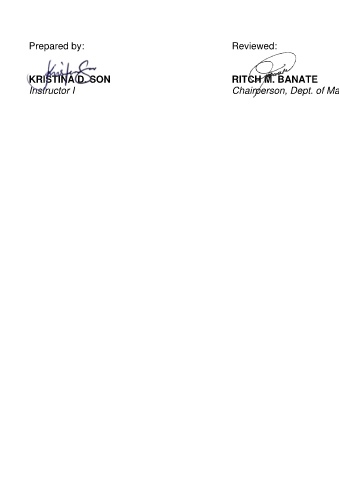 Prepared by:
KRISTINA D. SON
Instructor I
Reviewed:
RITCH M. BANATE
Chairperson, Dept. of Ma